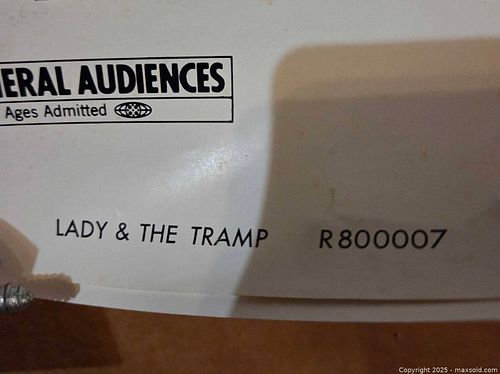 ERAL AUDIENCES
Ages Admitted
LADY & THE TRAMP R800007
Copyright 2025 - maxsold.com